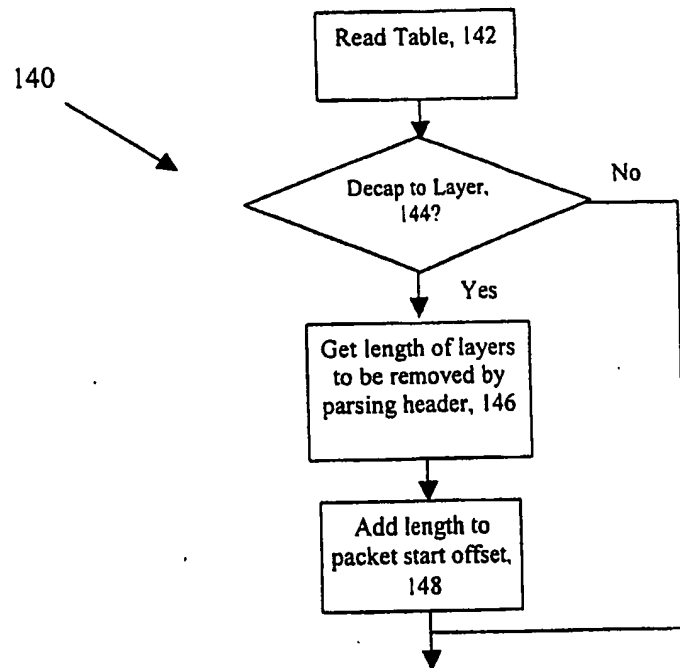 Read Table, 142
140
Decap to Layer,
144?
No
Yes
Get length of layers
to be removed by
parsing header, 146
Add length to
packet start offset,
148